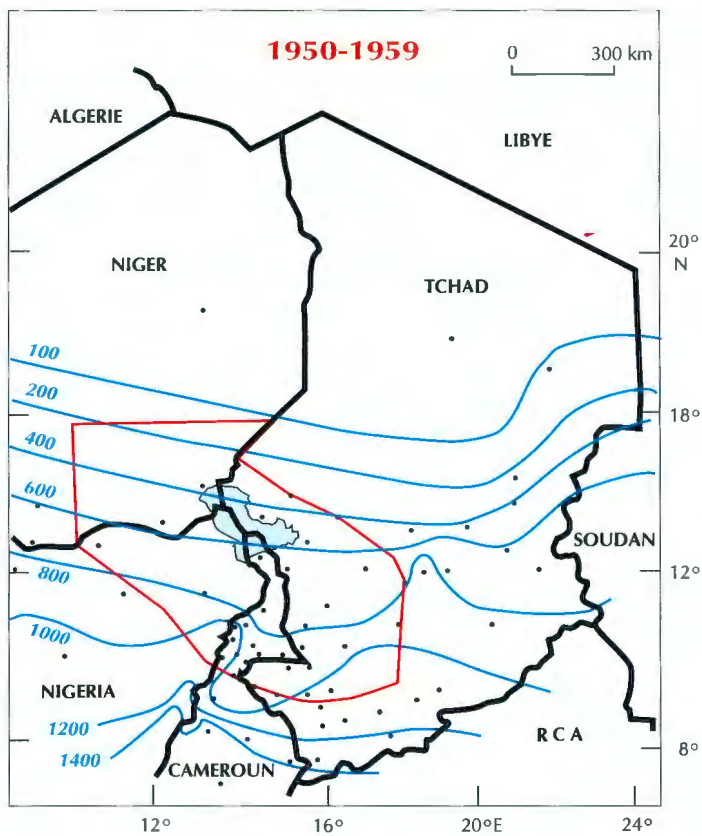 1950-1959
0 300 km
ALGERIE
LIBYE
20°
N
NIGER
TCHAD
100
200
18°
400
600
SOUDAN
12°
800
1000
NIGERIA
1200
RCA
8°
1400
CAMEROUN
12° 16° 20°E 24°